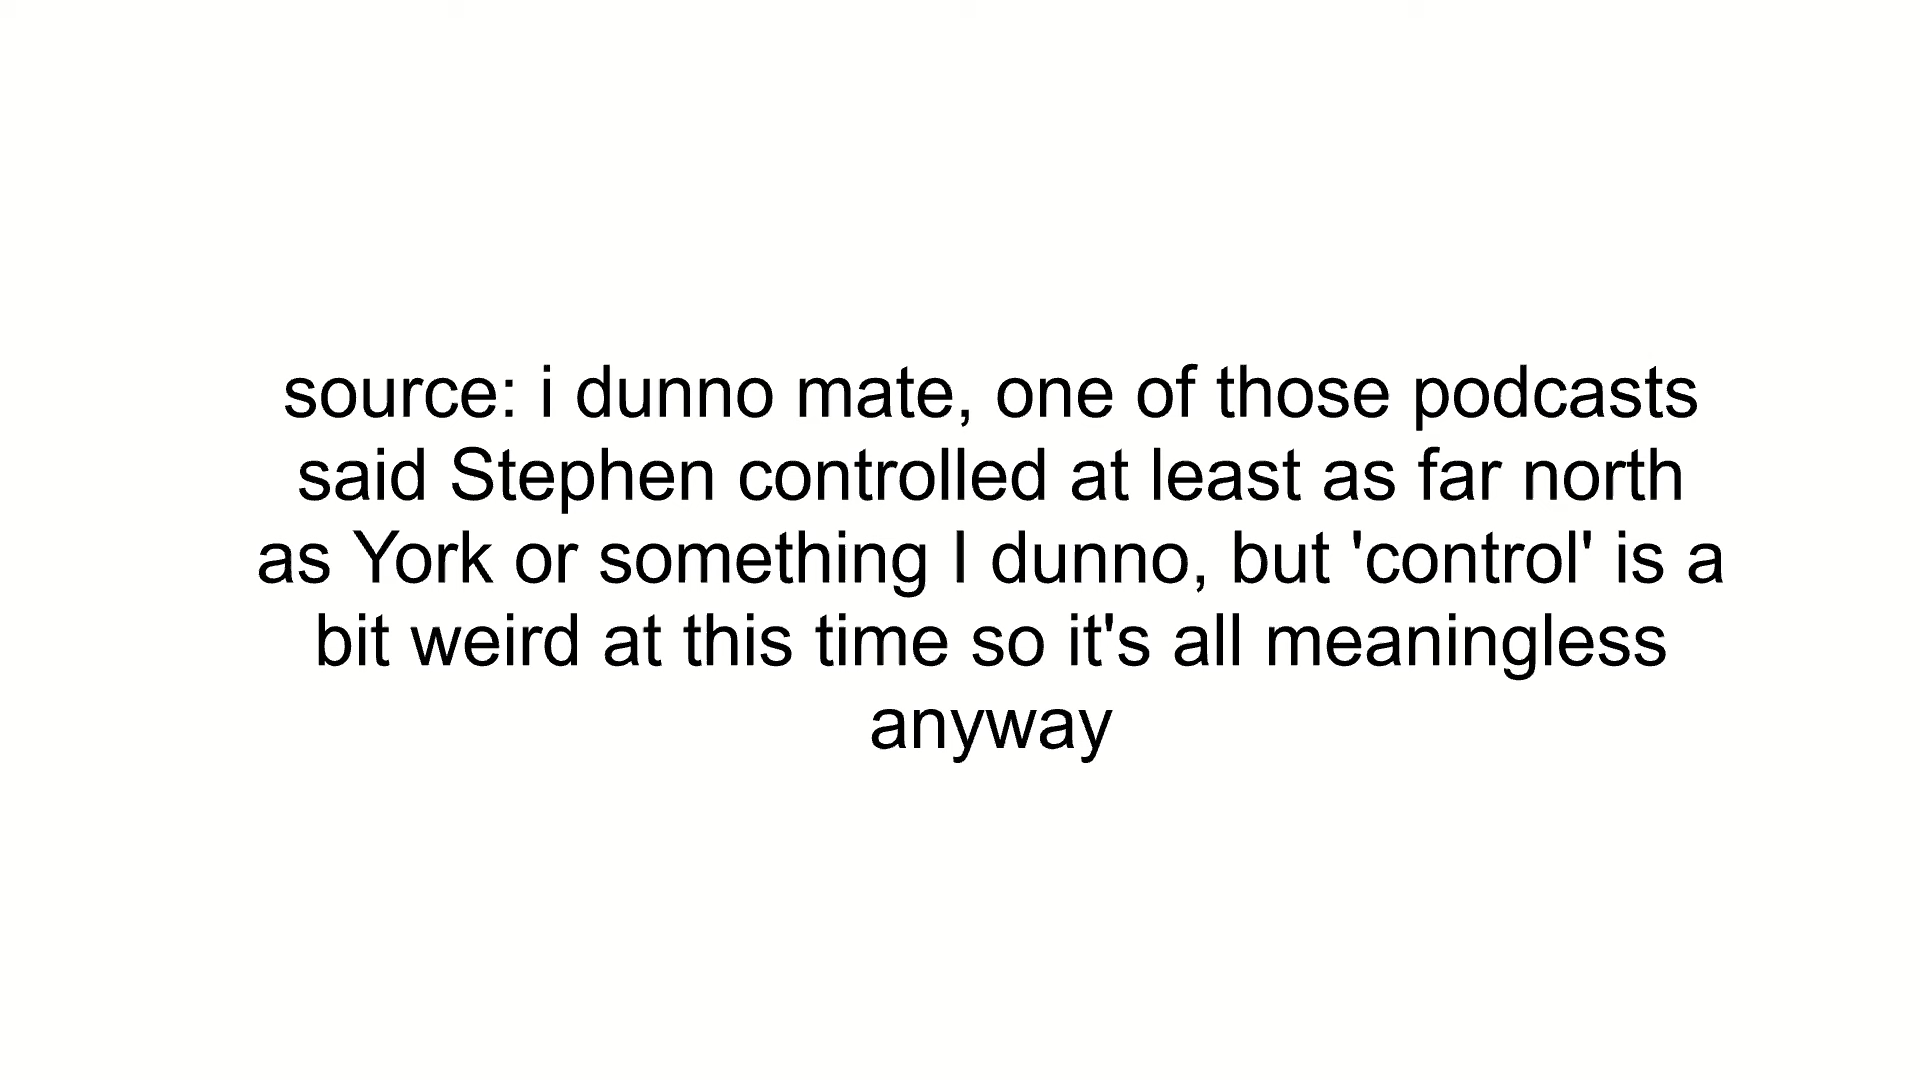 source: i dunno mate, one of those podcasts
said Stephen controlled at least as far north
as York or something I dunno, but 'control' is a
bit weird at this time so it's all meaningless
anyway